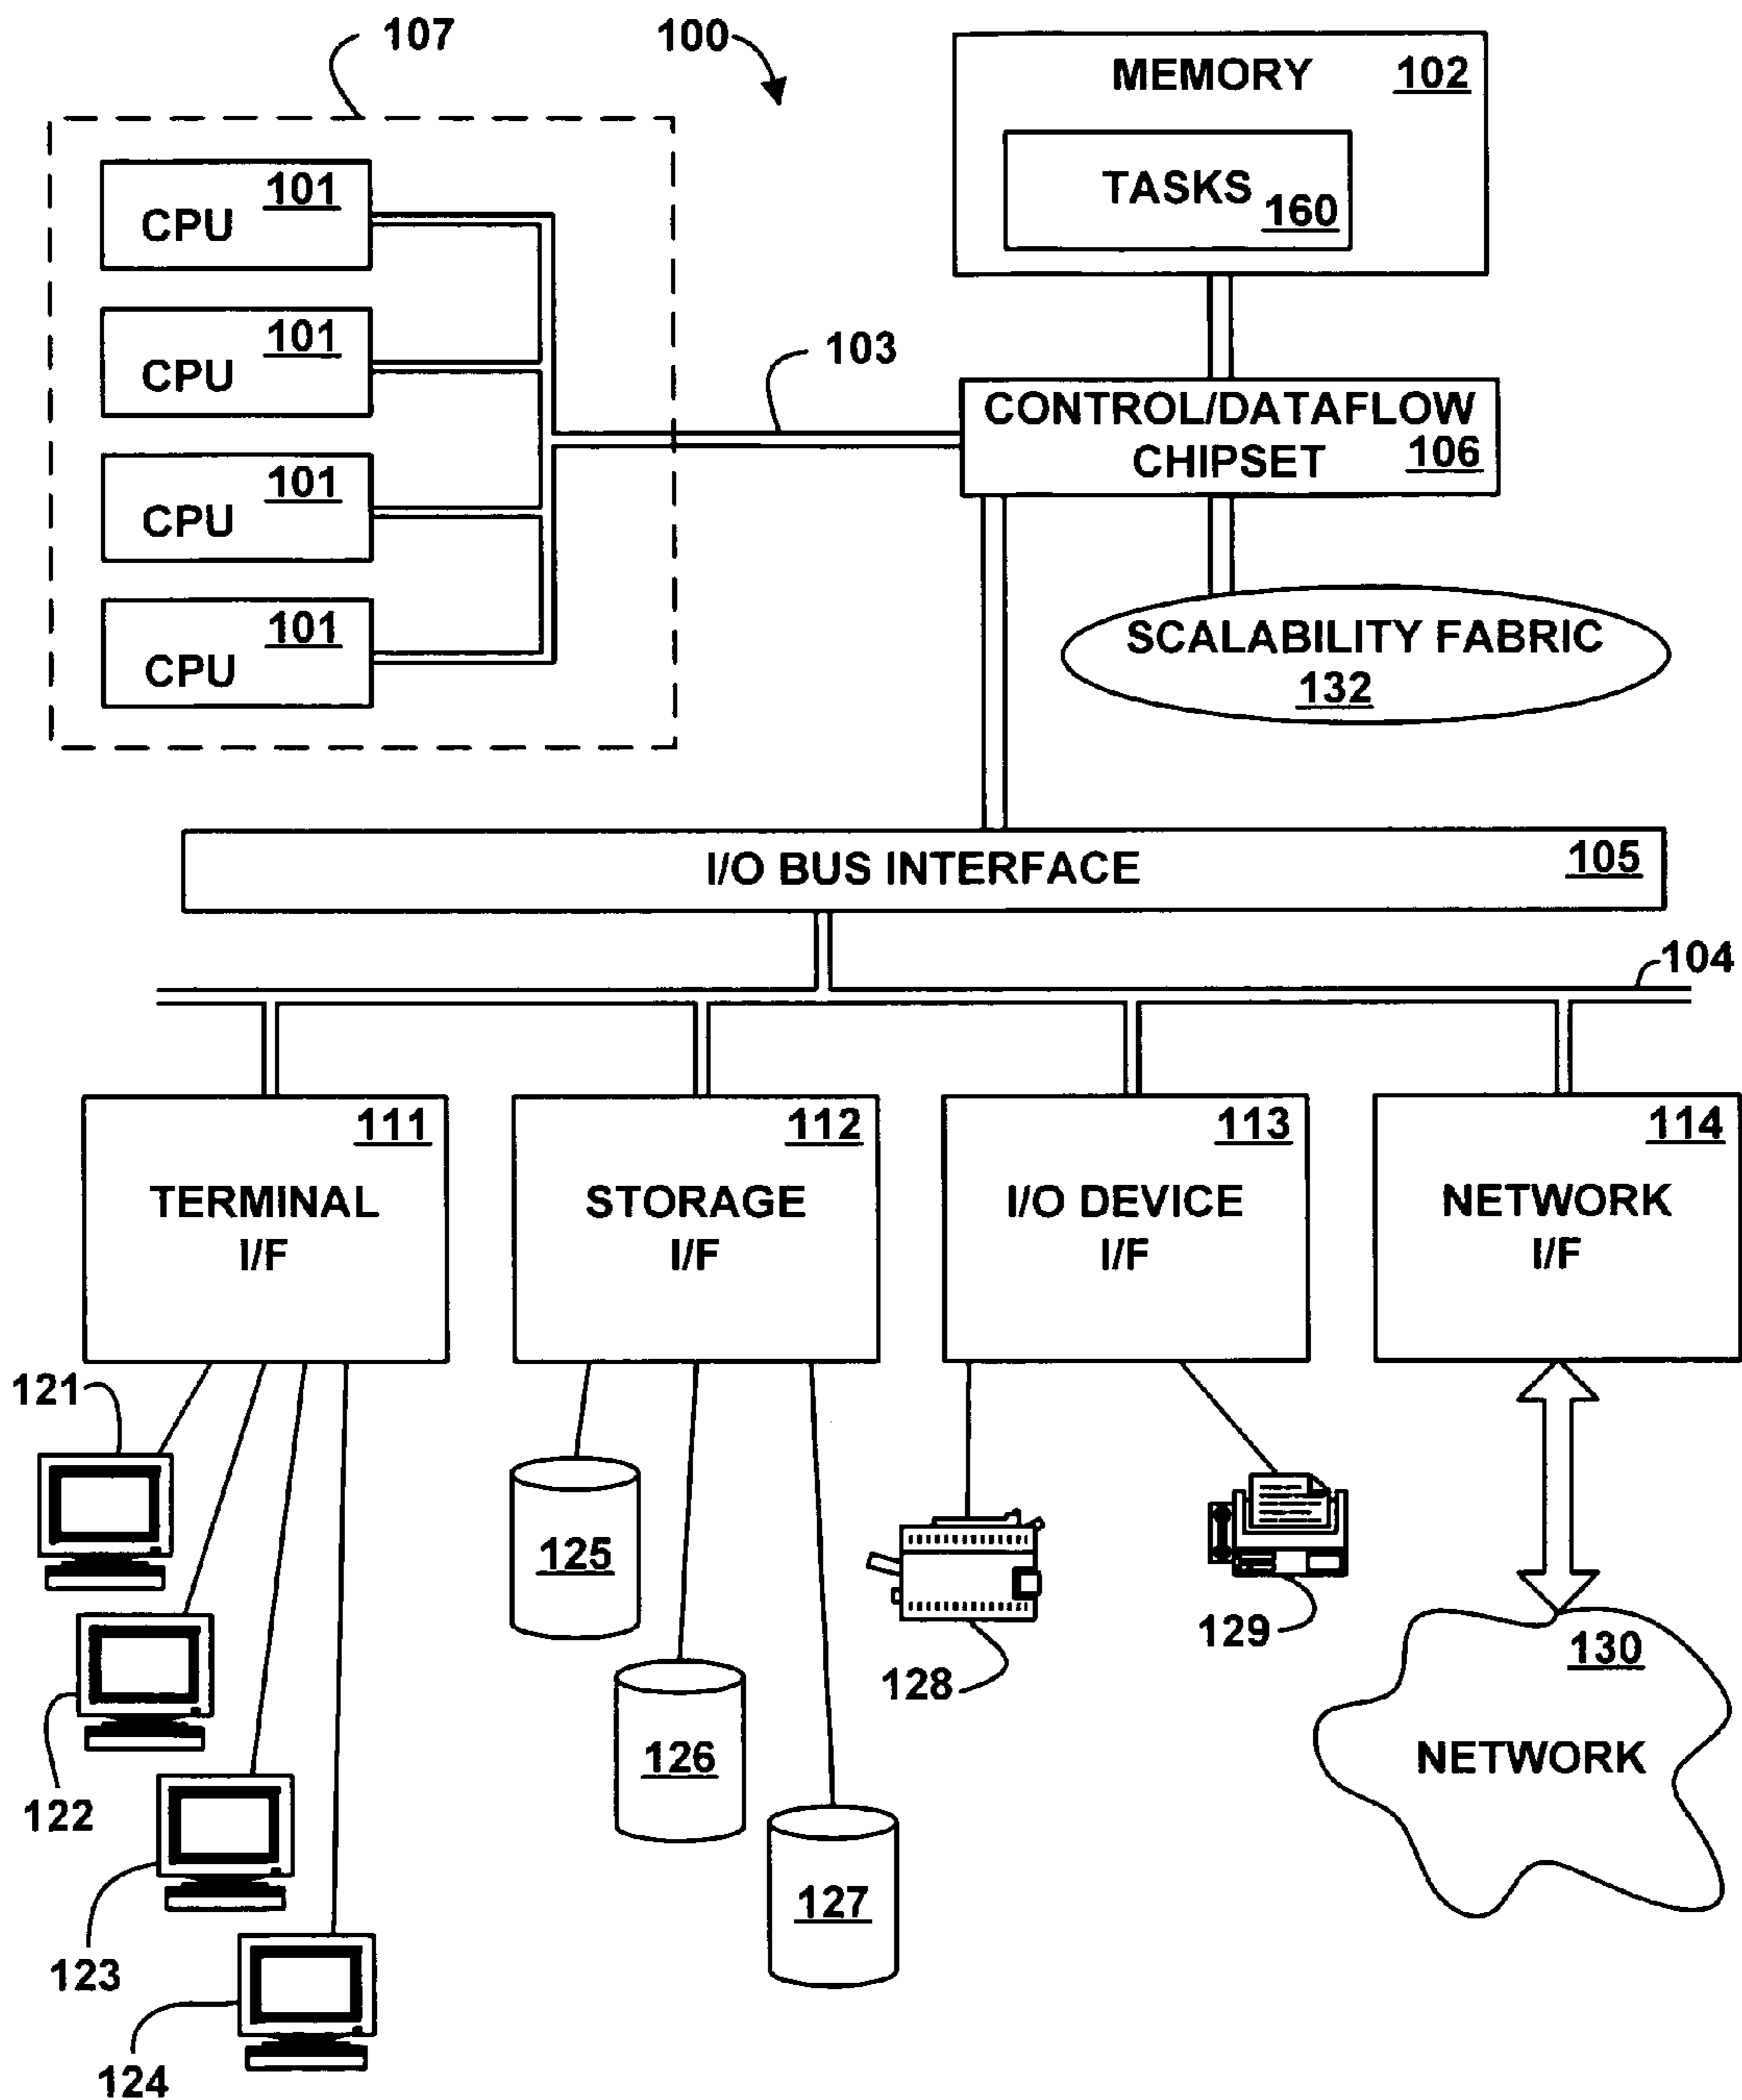 107
100
MEMORY 102
TASKS
160
101
CPU
101
CPU
101
CPU
101
CPU
103
CONTROL/DATAFLOW
CHIPSET 106
SCALABILITY FABRIC
132
I/O BUS INTERFACE 105
104
111
TERMINAL
I/F
112
STORAGE
I/F
113
I/O DEVICE
I/F
114
NETWORK
I/F
121
122
123
124
125
126
127
128
129
130
NETWORK